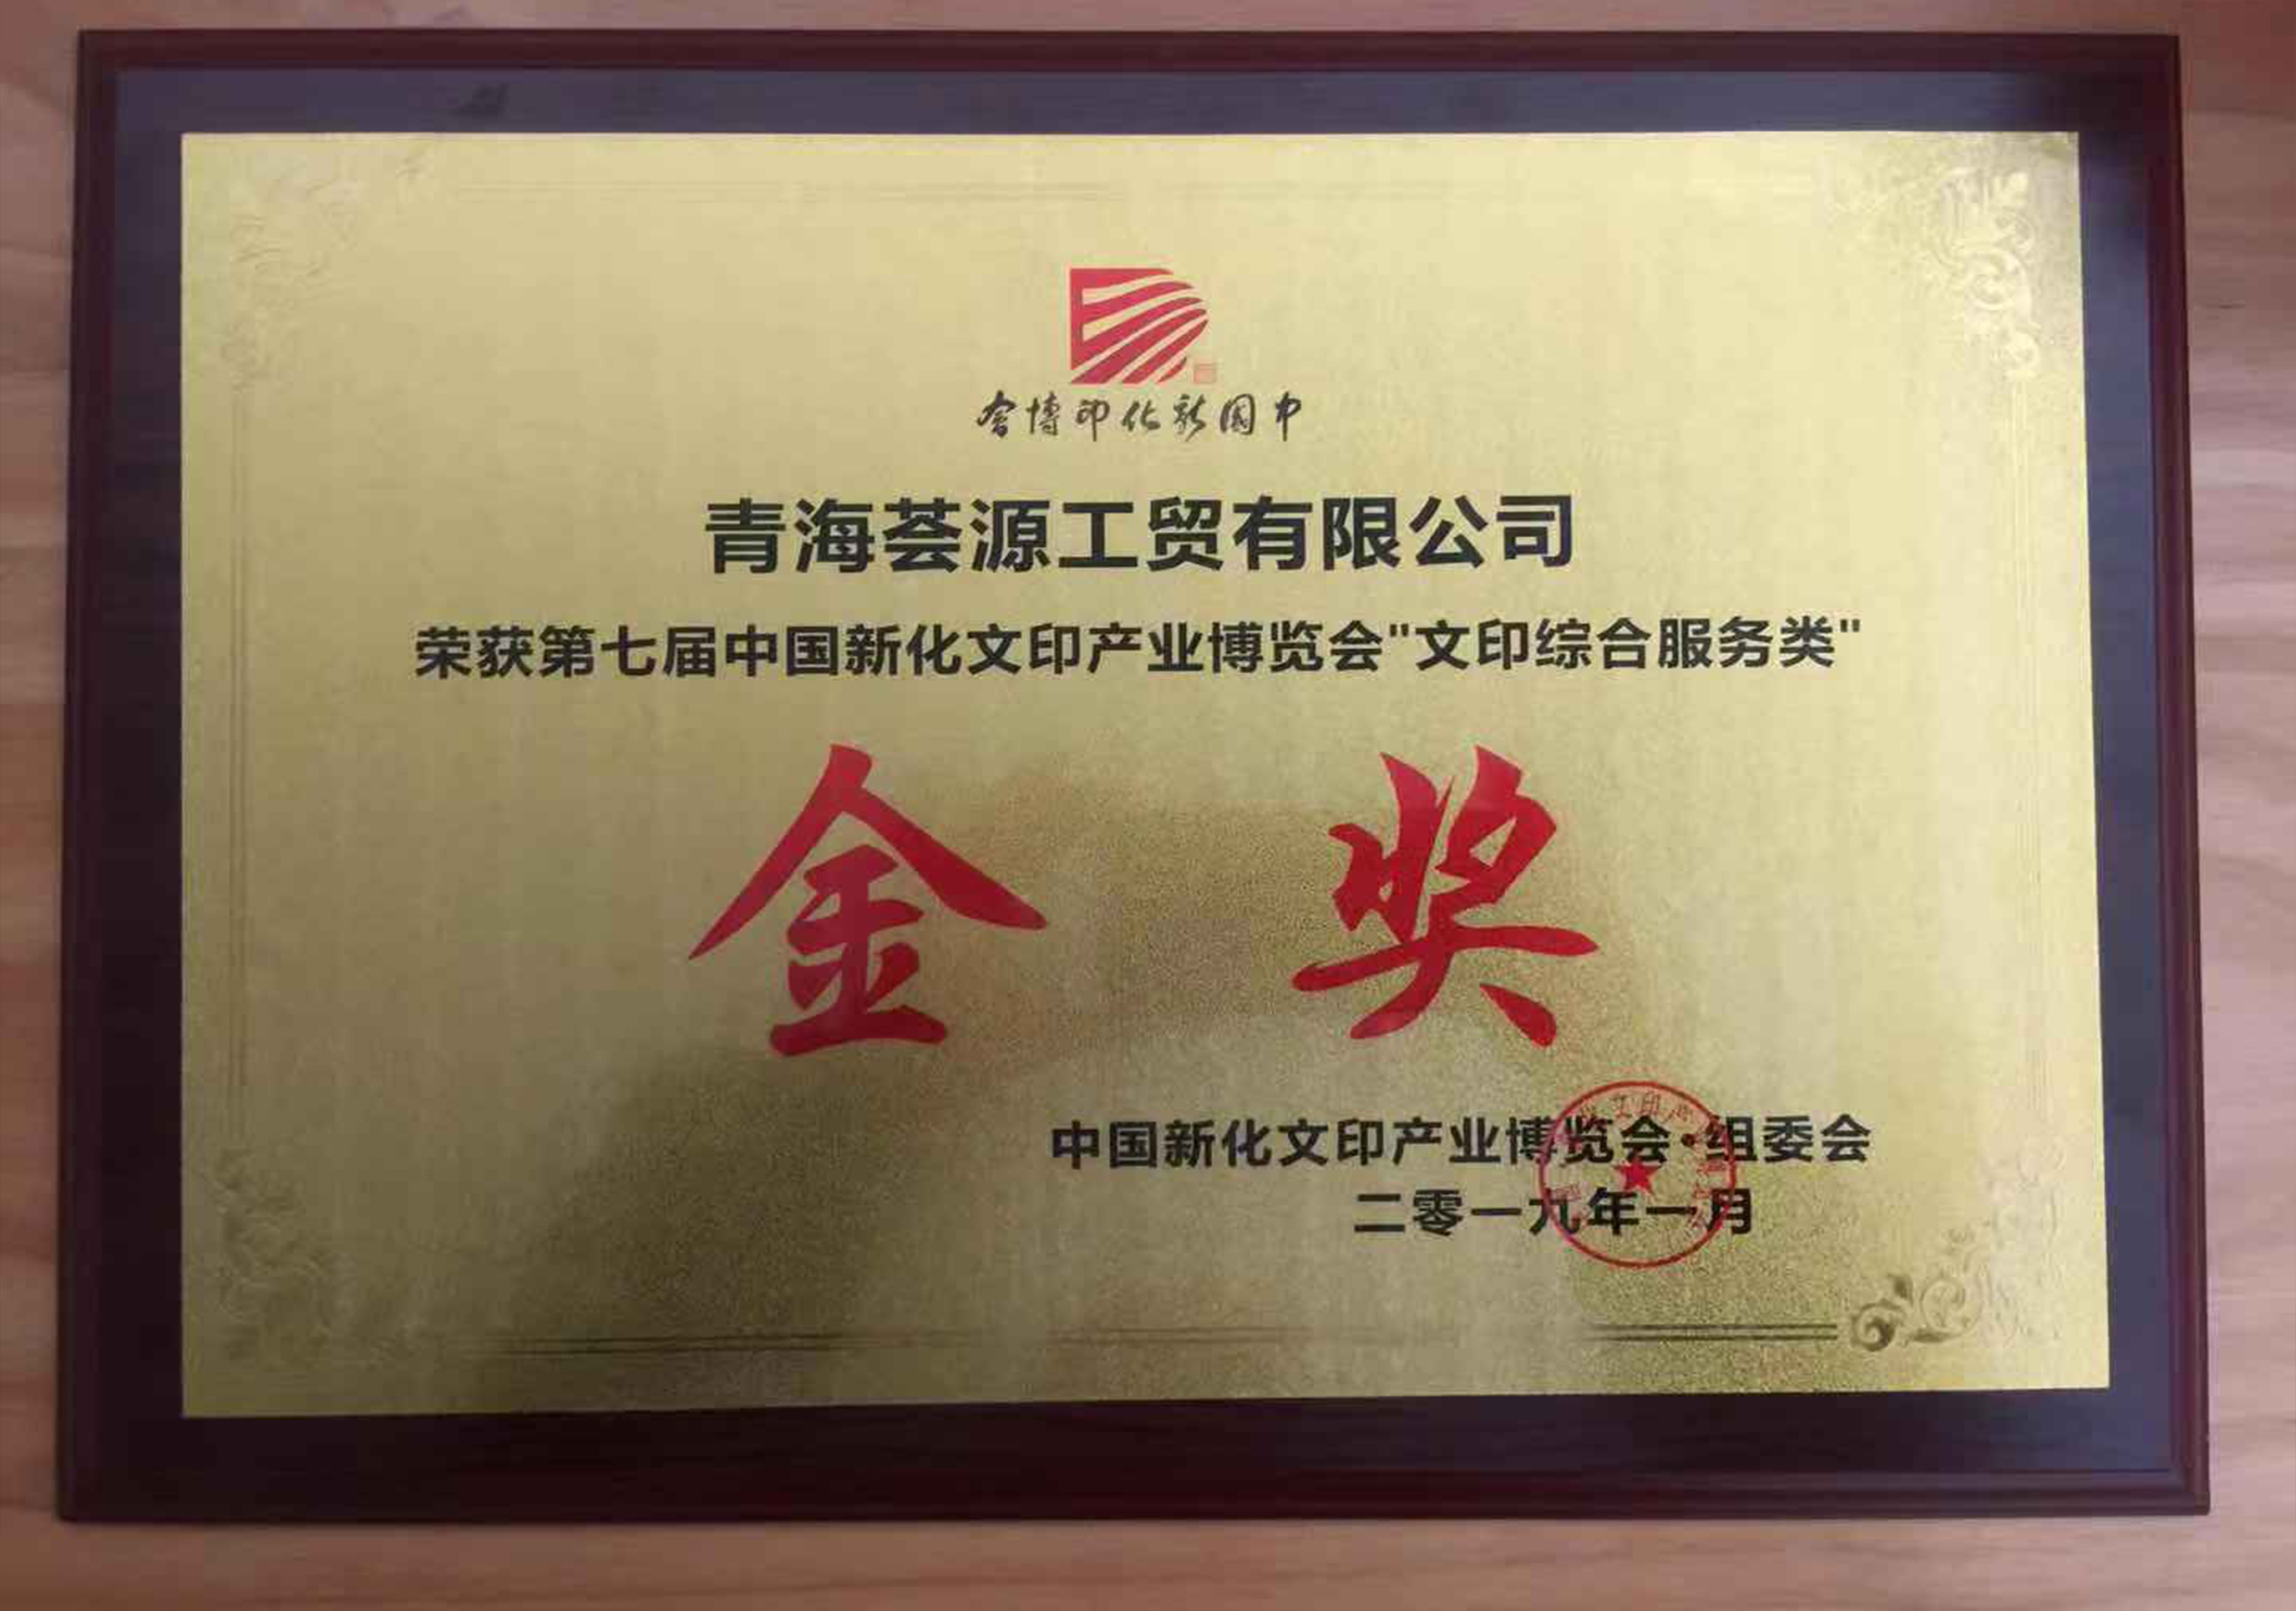 中国新化印博会
青海荟源工贸有限公司
荣获第七届中国新化文印产业博览会"文印综合服务类"
金 奖
中国新化文印产业博览会·组委会
二零一九年一月